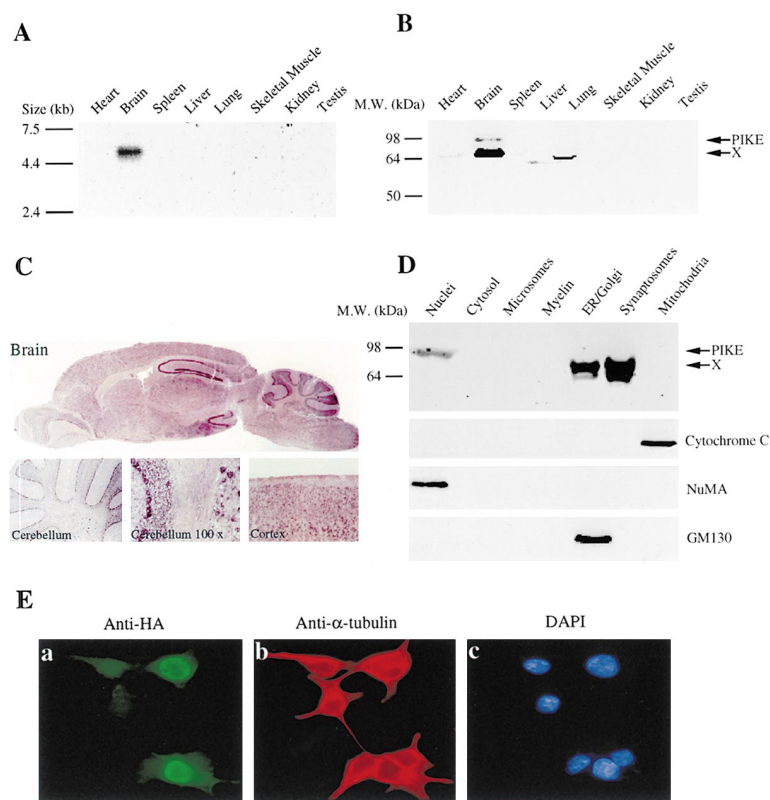 A
Size (kb)
Heart
Brain
Spleen
Liver
Lung
Skeletal Muscle
Kidney
Testis
7.5
4.4
2.4
B
M.W. (kDa)
Heart
Brain
Spleen
Liver
Lung
Skeletal Muscle
Kidney
Testis
98
64
50
PIKE
X
C
Brain
Cerebellum
Cerebellum 100 x
Cortex
D
M.W. (kDa)
Nuclei
Cytosol
Microsomes
Myelin
ER/Golgi
Synaptosomes
Mitochodria
98
64
PIKE
X
Cytochrome C
NuMA
GM130
E
Anti-HA
Anti-α-tubulin
DAPI
a
b
c